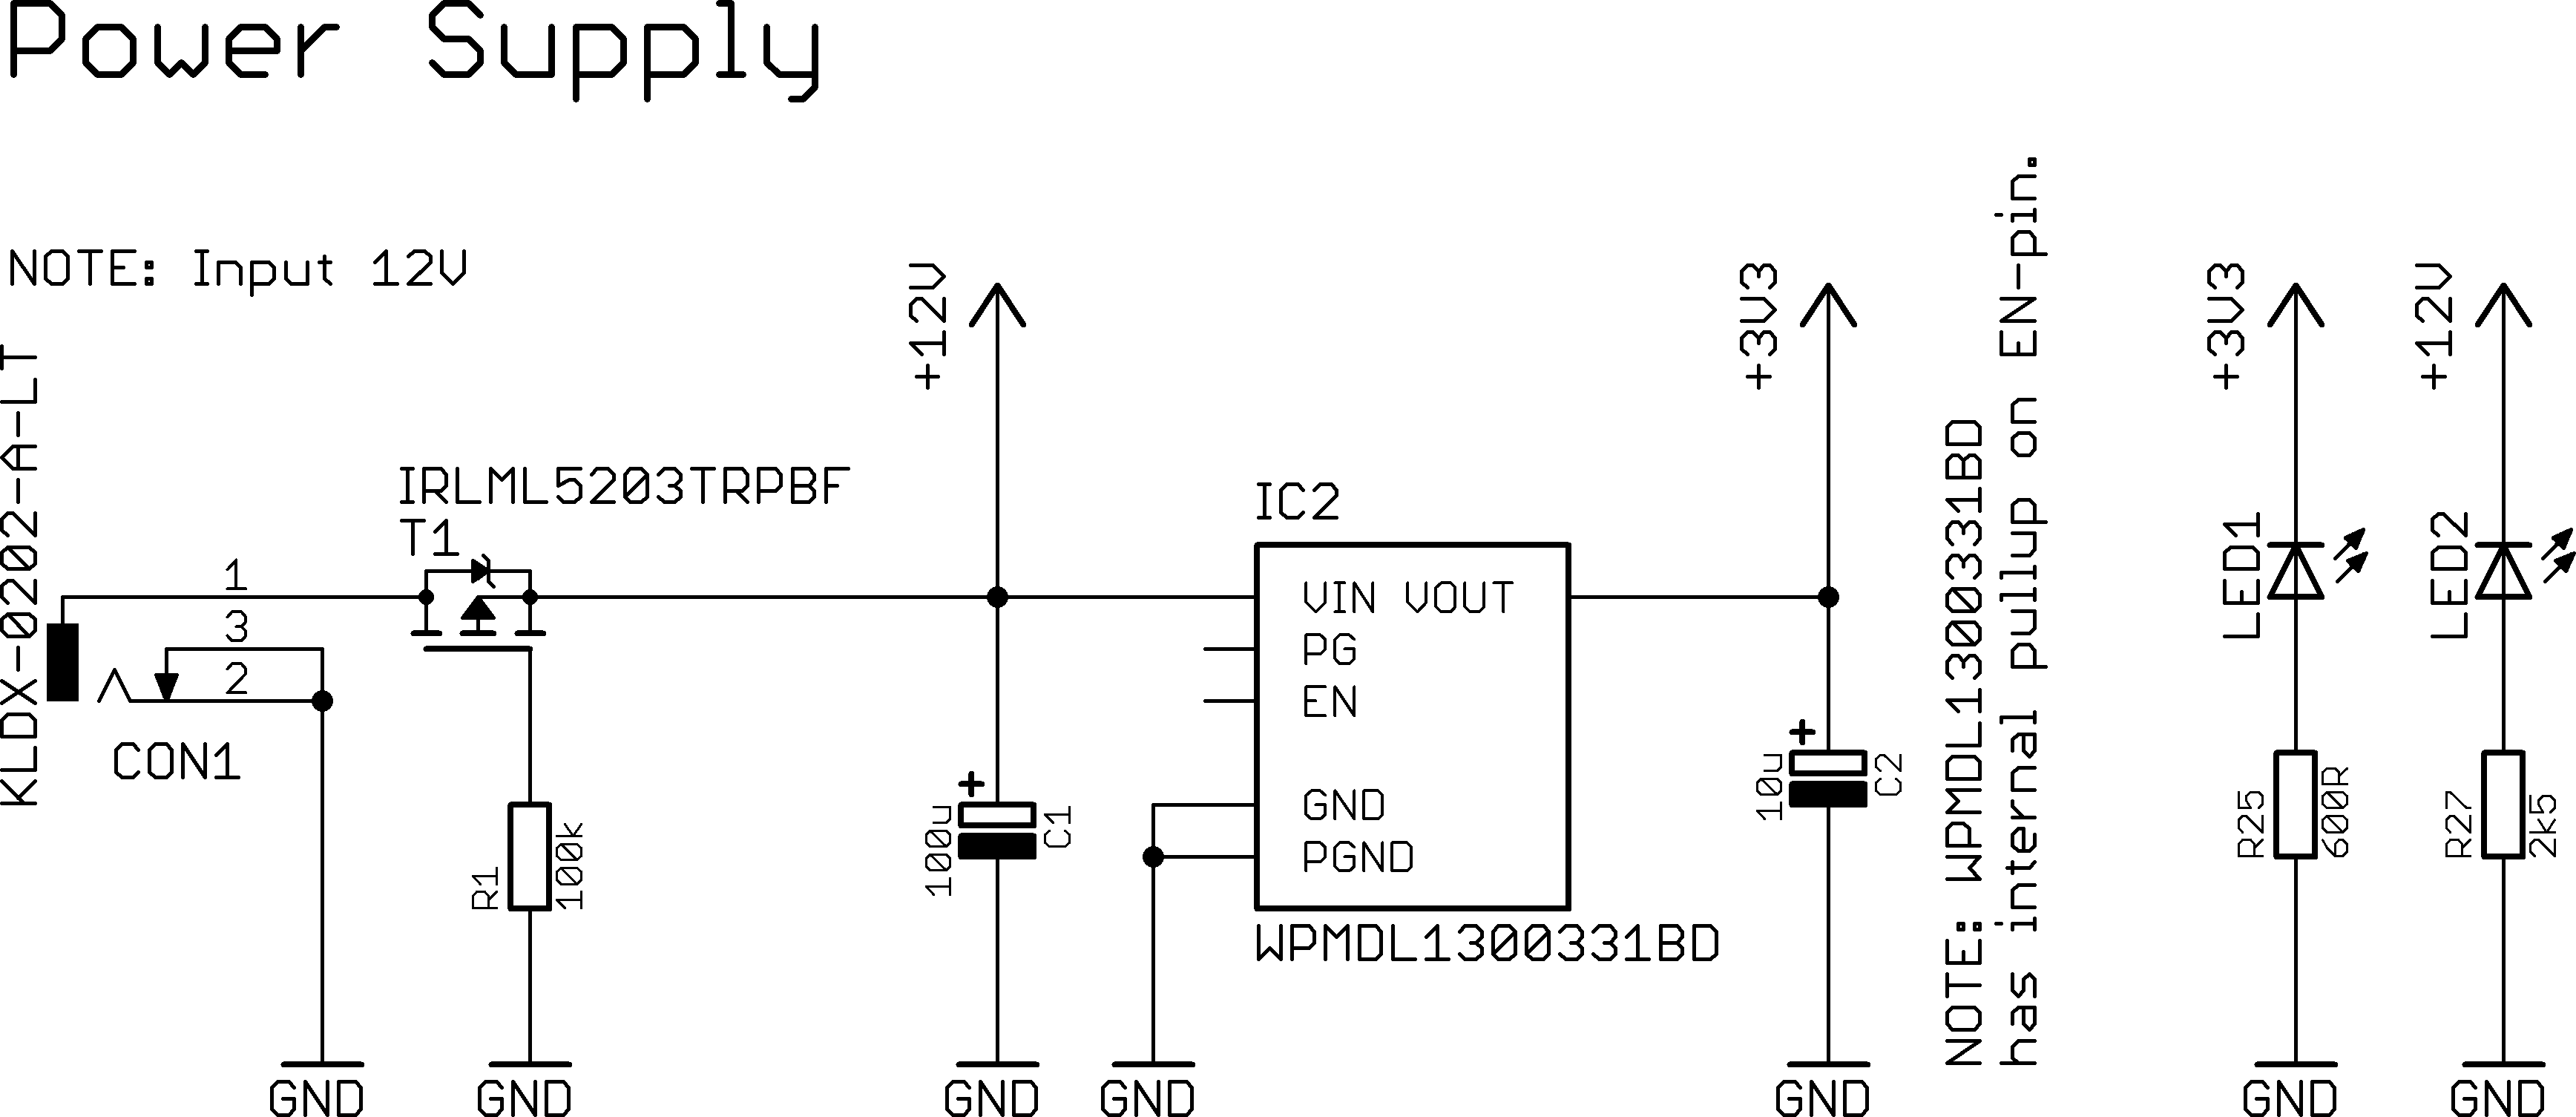 Power Supply
NOTE: Input 12V
KLDX-0202-A-LT
1
3
2
CON1
GND
IRLML5203TRPBF
T1
R1
100k
GND
+12V
+
100u
C1
GND
IC2
VIN VOUT
PG
EN
GND
PGND
WPMDL1300331BD
GND
+3V3
+
10u
C2
GND
NOTE: WPMDL1300331BD
has internal pullup on EN-pin.
+3V3
LED1
R25
600R
GND
+12V
LED2
R27
2k5
GND